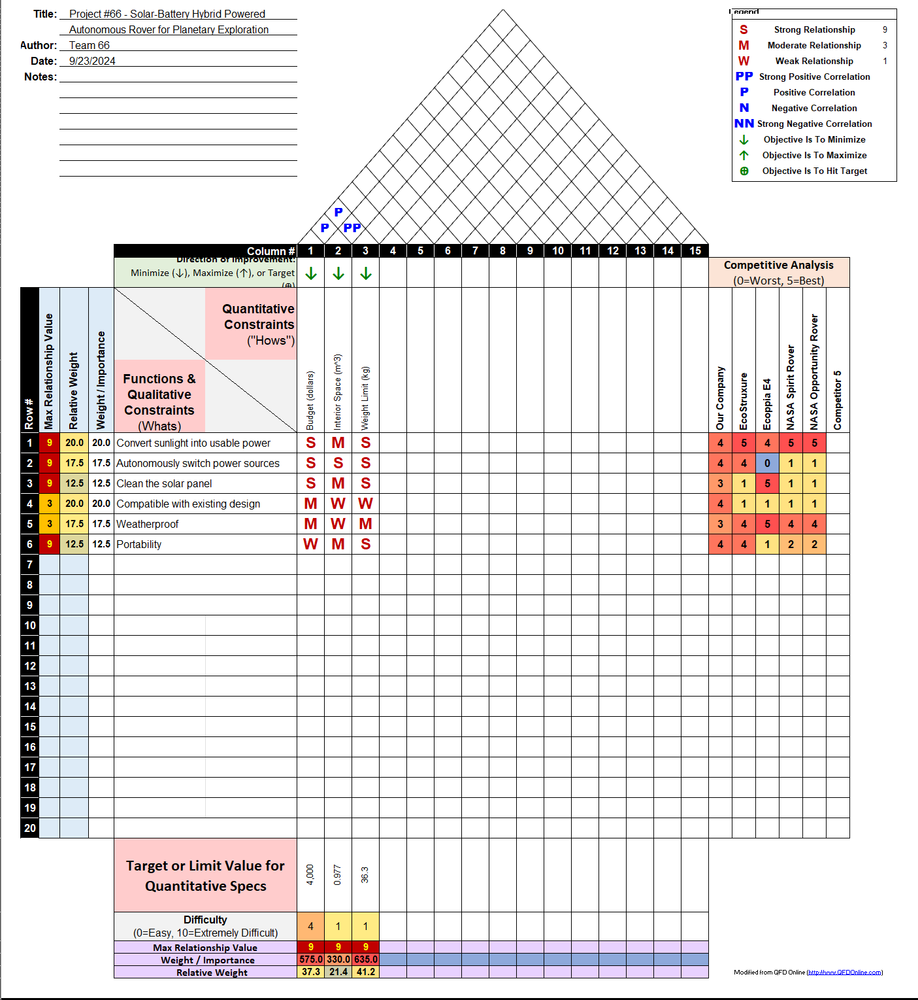 Title: Project #66 - Solar-Battery Hybrid Powered
Autonomous Rover for Planetary Exploration
Author: Team 66
Date: 9/23/2024
Notes:
Legend
S Strong Relationship 9
M Moderate Relationship 3
W Weak Relationship 1
PP Strong Positive Correlation
P Positive Correlation
N Negative Correlation
NN Strong Negative Correlation
↓ Objective Is To Minimize
↑ Objective Is To Maximize
⊕ Objective Is To Hit Target
P
P PP
Column # 1 2 3 4 5 6 7 8 9 10 11 12 13 14 15
Direction of Improvement:
Minimize (↓), Maximize (↑), or Target
(⊕)
↓ ↓ ↓
Competitive Analysis
(0=Worst, 5=Best)
Row #
Max Relationship Value
Relative Weight
Weight / Importance
Quantitative
Constraints
("Hows")
Functions &
Qualitative
Constraints
(Whats)
Budget (dollars)
Interior Space (m^3)
Weight Limit (kg)
Our Company
EcoStruxure
Ecoppia E4
NASA Spirit Rover
NASA Opportunity Rover
Competitor 5
1 9 20.0 20.0 Convert sunlight into usable power S M S 4 5 4 5 5
2 9 17.5 17.5 Autonomously switch power sources S S S 4 4 0 1 1
3 9 12.5 12.5 Clean the solar panel S M S 3 1 5 1 1
4 3 20.0 20.0 Compatible with existing design M W W 4 1 1 1 1
5 3 17.5 17.5 Weatherproof M W M 3 4 5 4 4
6 9 12.5 12.5 Portability W M S 4 4 1 2 2
7
8
9
10
11
12
13
14
15
16
17
18
19
20
Target or Limit Value for
Quantitative Specs
4,000
0.977
36.3
Difficulty
(0=Easy, 10=Extremely Difficult)
4 1 1
Max Relationship Value 9 9 9
Weight / Importance 575.0 330.0 635.0
Relative Weight 37.3 21.4 41.2
Modified from QFD Online (http://www.QFDOnline.com)